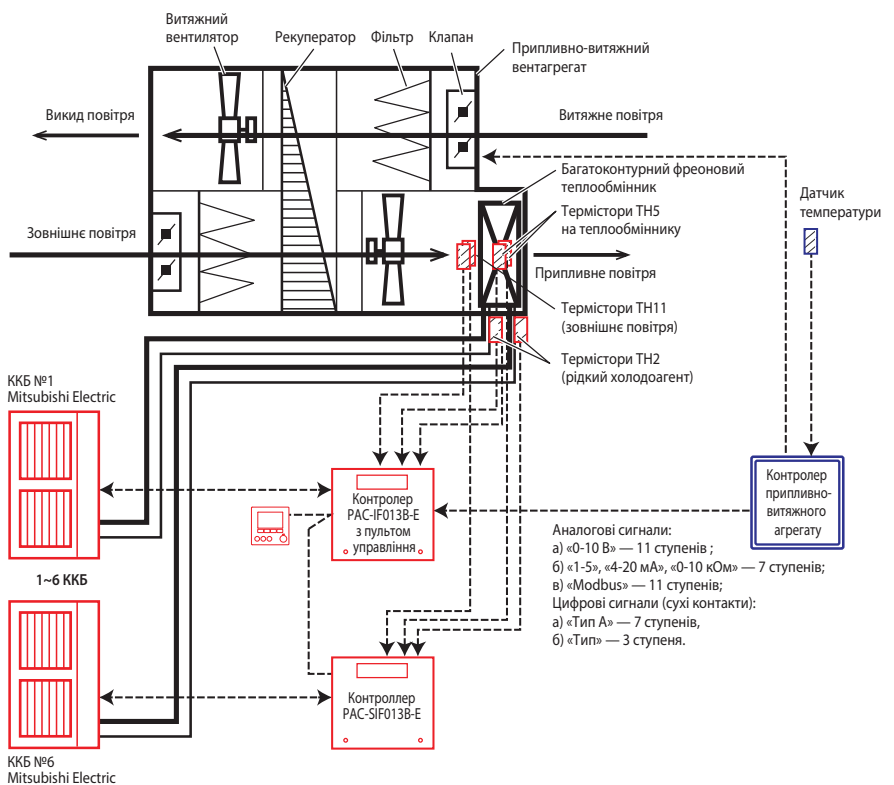 Витяжний
вентилятор
Рекуператор
Фільтр
Клапан
Припливно-витяжний
вентагрегат
Викид повітря
Витяжне повітря
Багатоконтурний фреоновий
теплообмінник
Датчик
температури
Термістори ТН5
на теплообміннику
Зовнішнє повітря
Припливне повітря
Термістори ТН11
(зовнішнє повітря)
Термістори ТН2
(рідкий холодоагент)
ККБ №1
Mitsubishi Electric
Контролер
PAC-IF013B-E
з пультом
управління
Контролер
припливно-
витяжного
агрегату
Аналогові сигнали:
а) «0-10 В» — 11 ступенів ;
б) «1-5», «4-20 мА», «0-10 кОм» — 7 ступенів;
в) «Modbus» — 11 ступенів;
Цифрові сигнали (сухі контакти):
а) «Тип А» — 7 ступенів,
б) «Тип» — 3 ступеня.
1~6 ККБ
Контроллер
PAC-SIF013B-E
ККБ №6
Mitsubishi Electric